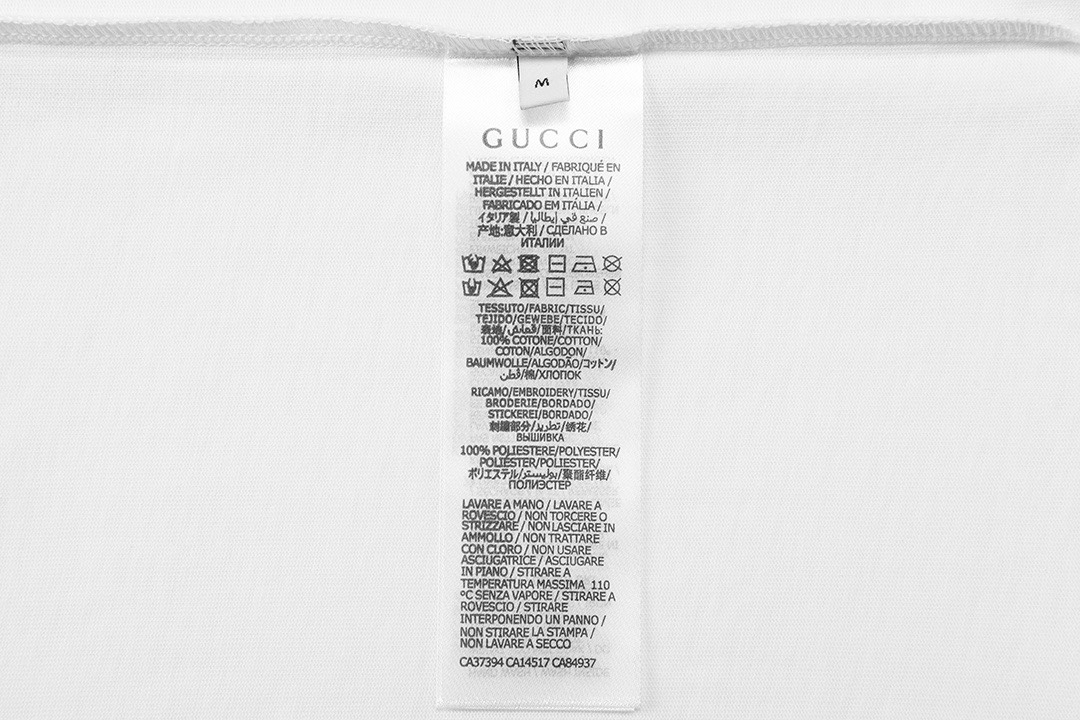 M
GUCCI
MADE IN ITALY / FABRIQUÉ EN
ITALIE / HECHO EN ITALIA /
HERGESTELLT IN ITALIEN /
FABRICADO EM ITÁLIA /
イタリア製 / صنع في إيطاليا /
产地:意大利 / СДЕЛАНО В
ИТАЛИИ
TESSUTO/FABRIC/TISSU/
TEJIDO/GEWEBE/TECIDO/
表地/قماش/面料/ТКАНЬ:
100% COTONE/COTTON/
COTON/ALGODON/
BAUMWOLLE/ALGODÃO/コットン/
قطن/棉/ХЛОПОК
RICAMO/EMBROIDERY/TISSU/
BRODERIE/BORDADO/
STICKEREI/BORDADO/
刺繍部分/تطريز/绣花/
ВЫШИВКА
100% POLIESTERE/POLYESTER/
POLIÉSTER/POLIESTER/
ポリエステル/بوليستر/聚酯纤维/
ПОЛИЭСТЕР
LAVARE A MANO / LAVARE A
ROVESCIO / NON TORCERE O
STRIZZARE / NON LASCIARE IN
AMMOLLO / NON TRATTARE
CON CLORO / NON USARE
ASCIUGATRICE / ASCIUGARE
IN PIANO / STIRARE A
TEMPERATURA MASSIMA 110
°C SENZA VAPORE / STIRARE A
ROVESCIO / STIRARE
INTERPONENDO UN PANNO /
NON STIRARE LA STAMPA /
NON LAVARE A SECCO
CA37394 CA14517 CA84937